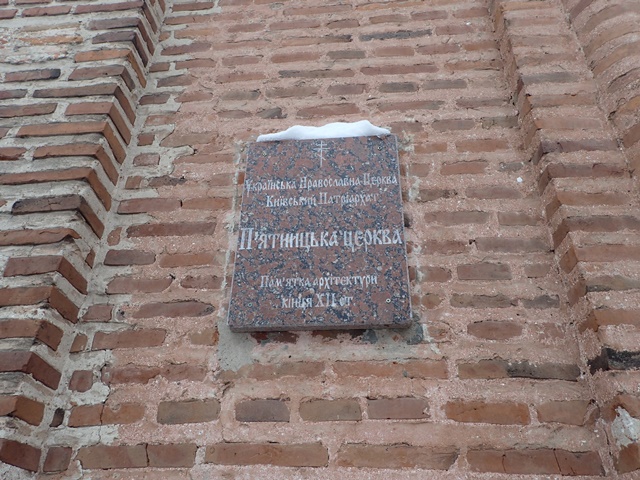 Українська Православна Церква
Київський Патріархат
П'ятницька церква
Пам'ятка архітектури
кінця XII ст.